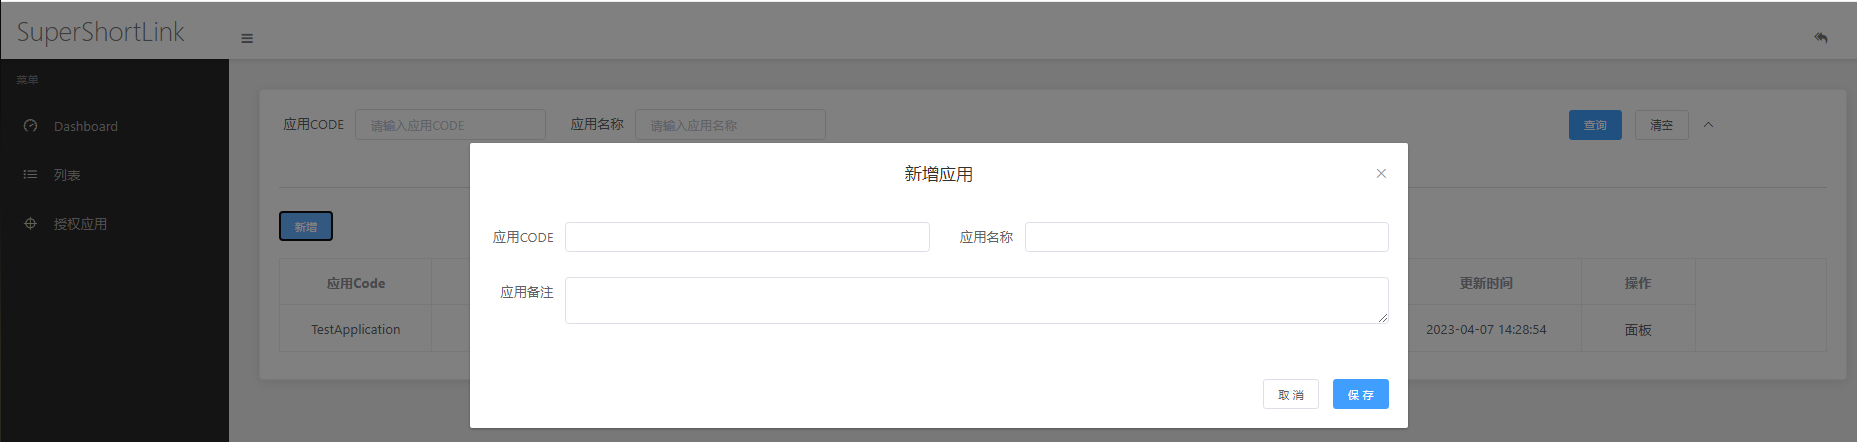 SuperShortLink
菜单
Dashboard
列表
授权应用
应用CODE 请输入应用CODE 应用名称 请输入应用名称 查询 清空
新增
应用Code 更新时间 操作
TestApplication 2023-04-07 14:28:54 面板
新增应用
应用CODE 应用名称
应用备注
取 消 保 存